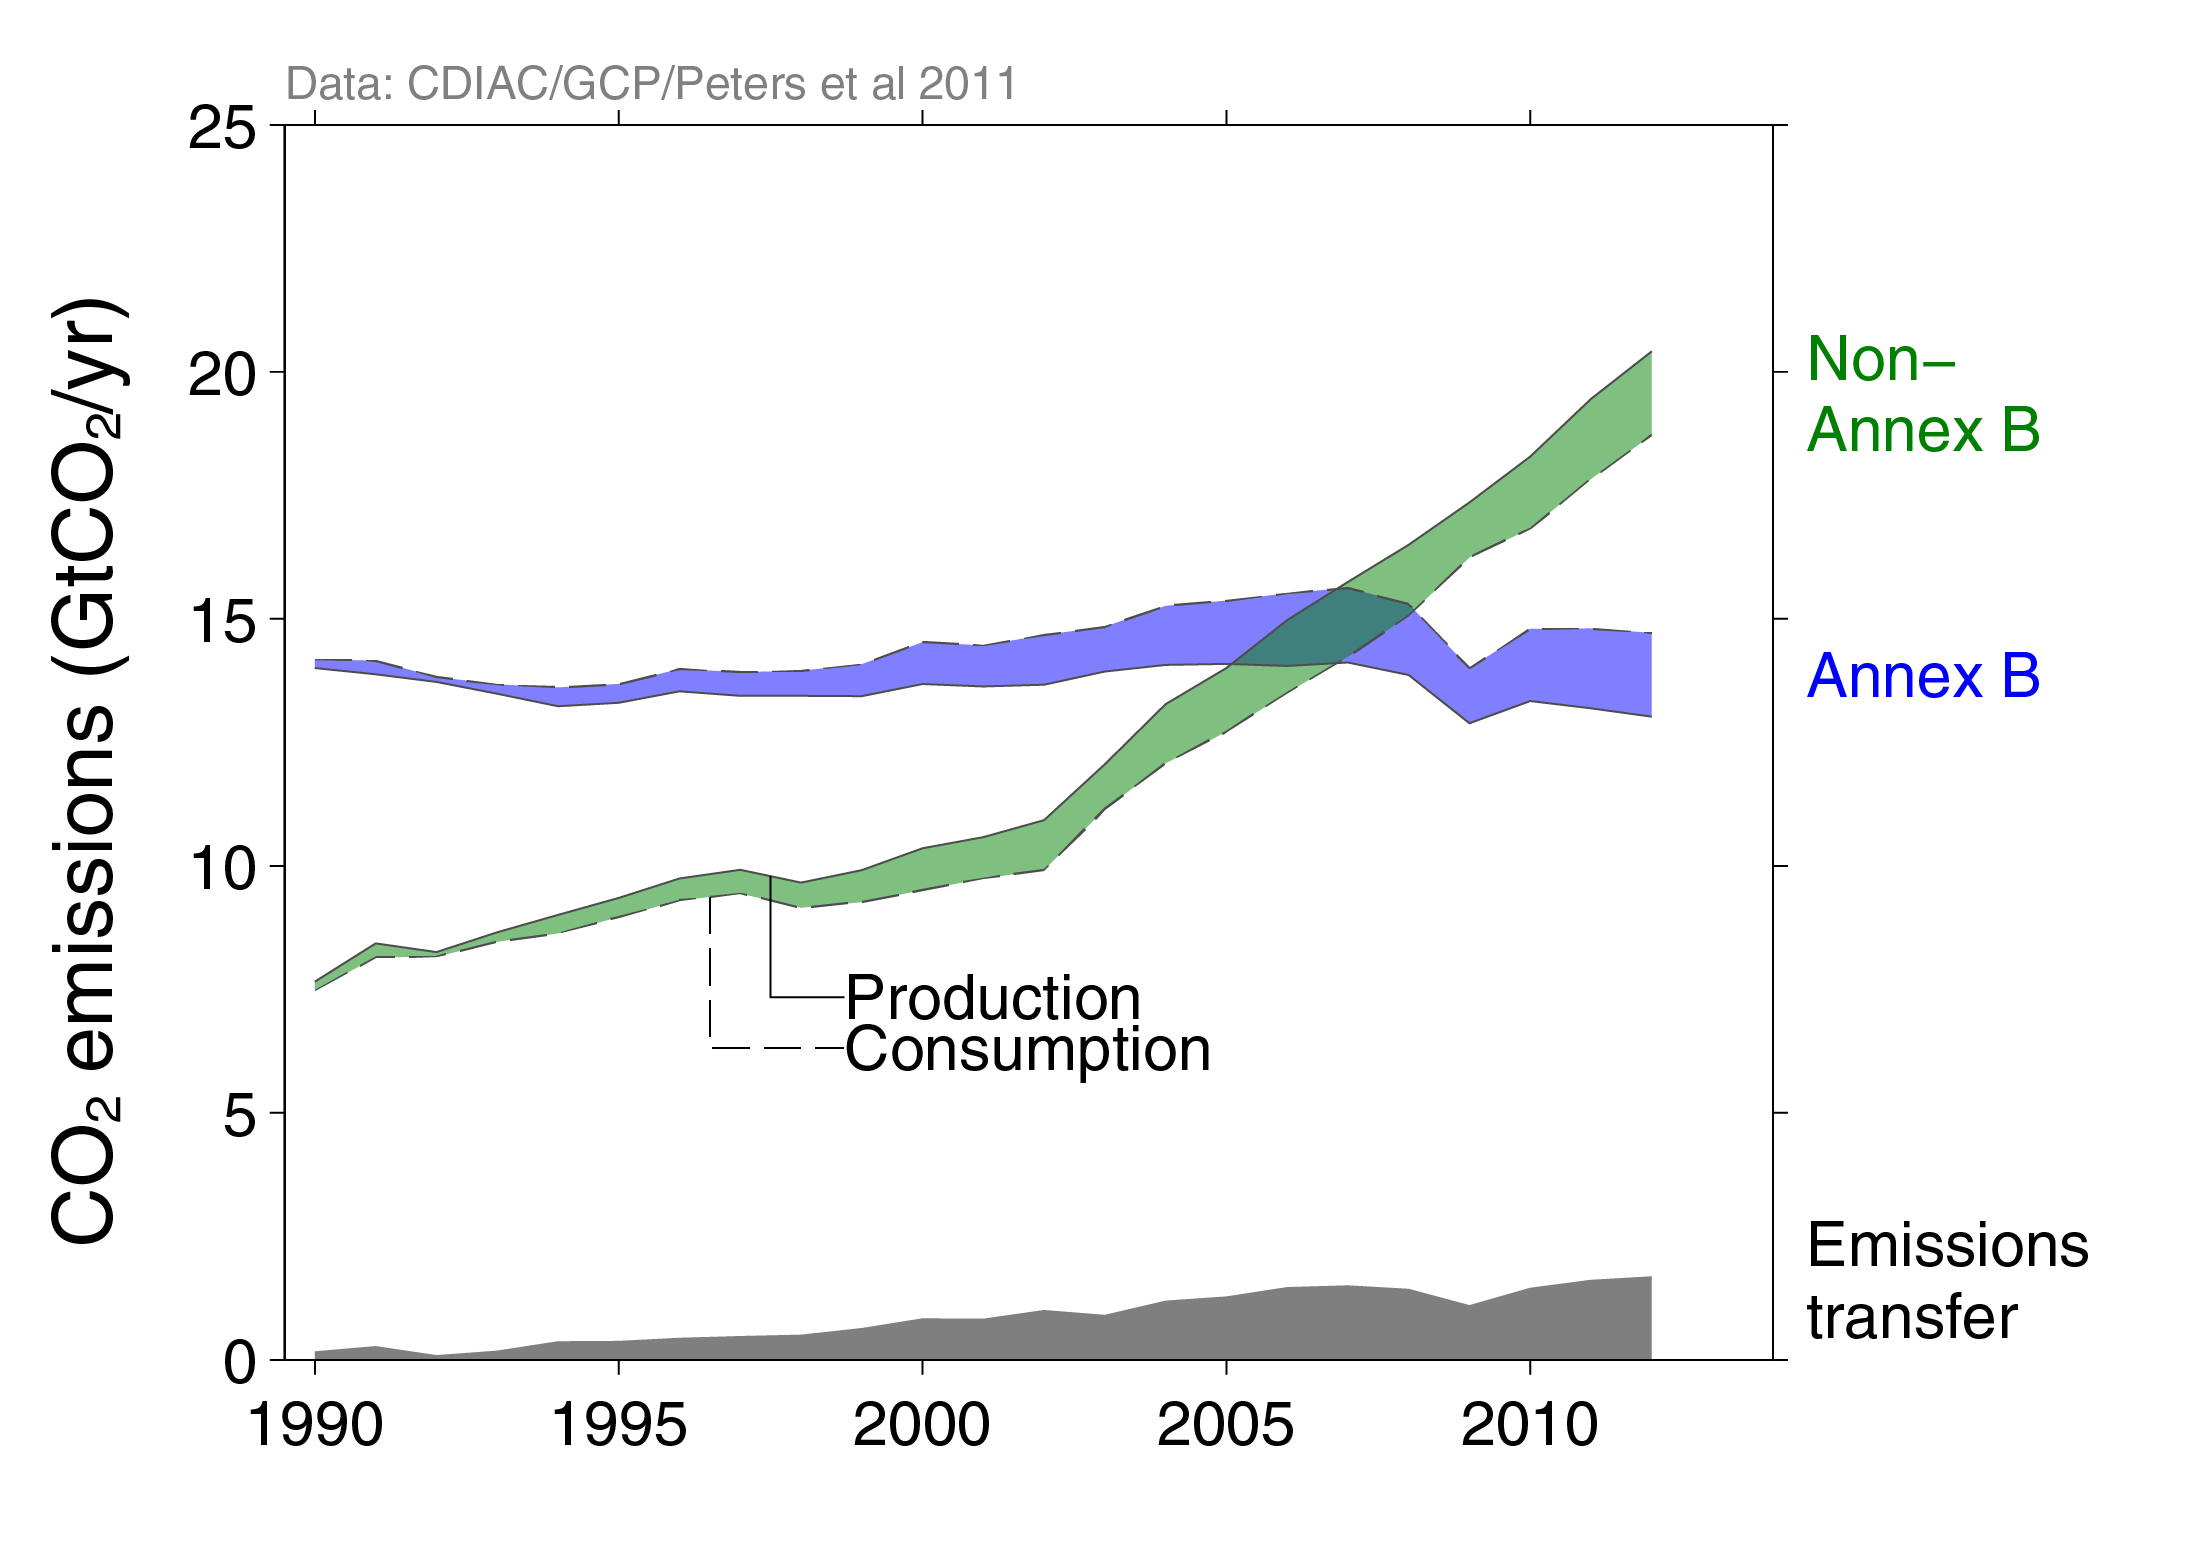 Data: CDIAC/GCP/Peters et al 2011
CO₂ emissions (GtCO₂/yr)
25
20
15
10
5
0
1990
1995
2000
2005
2010
Production
Consumption
Non−
Annex B
Annex B
Emissions
transfer